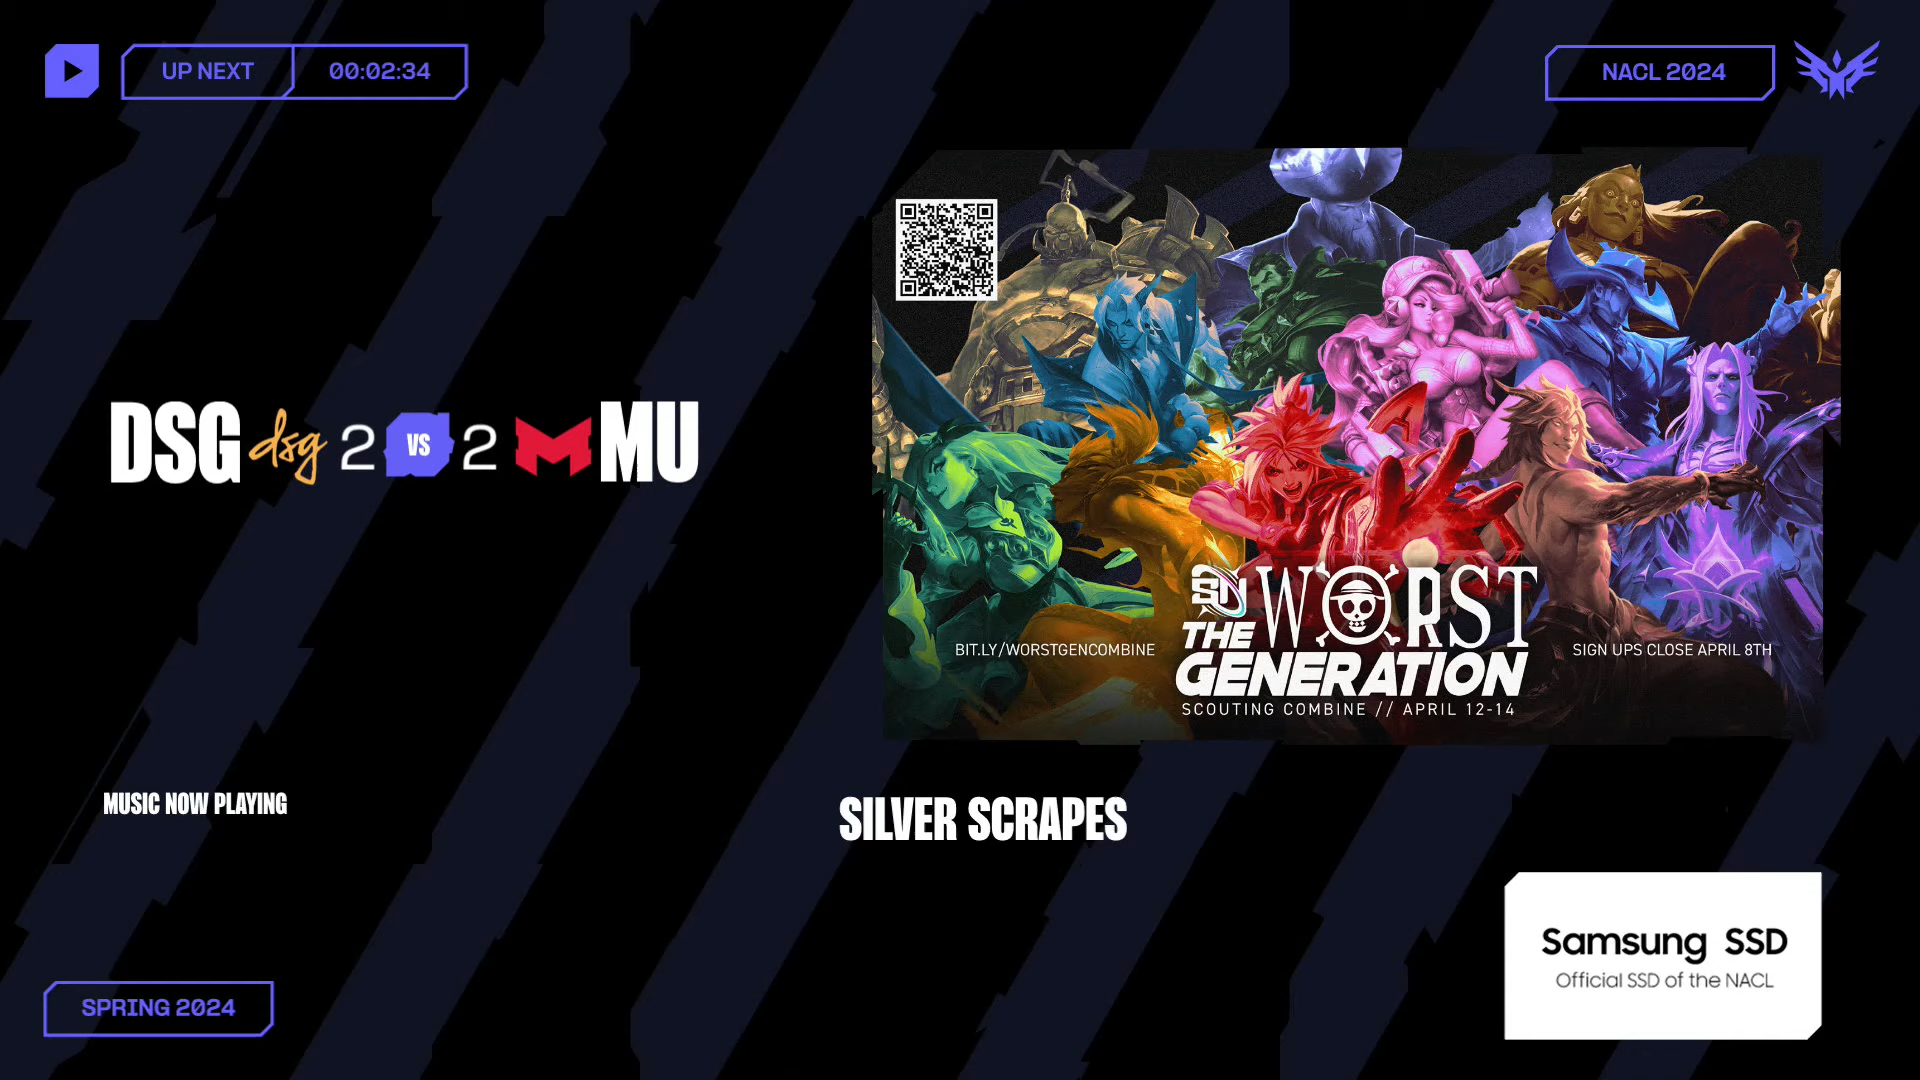 UP NEXT
00:02:34
NACL 2024
DSG dsg 2 VS 2 MU
SN
THE WORST
GENERATION
BIT.LY/WORSTGENCOMBINE
SIGN UPS CLOSE APRIL 8TH
SCOUTING COMBINE // APRIL 12-14
MUSIC NOW PLAYING
SILVER SCRAPES
Samsung SSD
Official SSD of the NACL
SPRING 2024